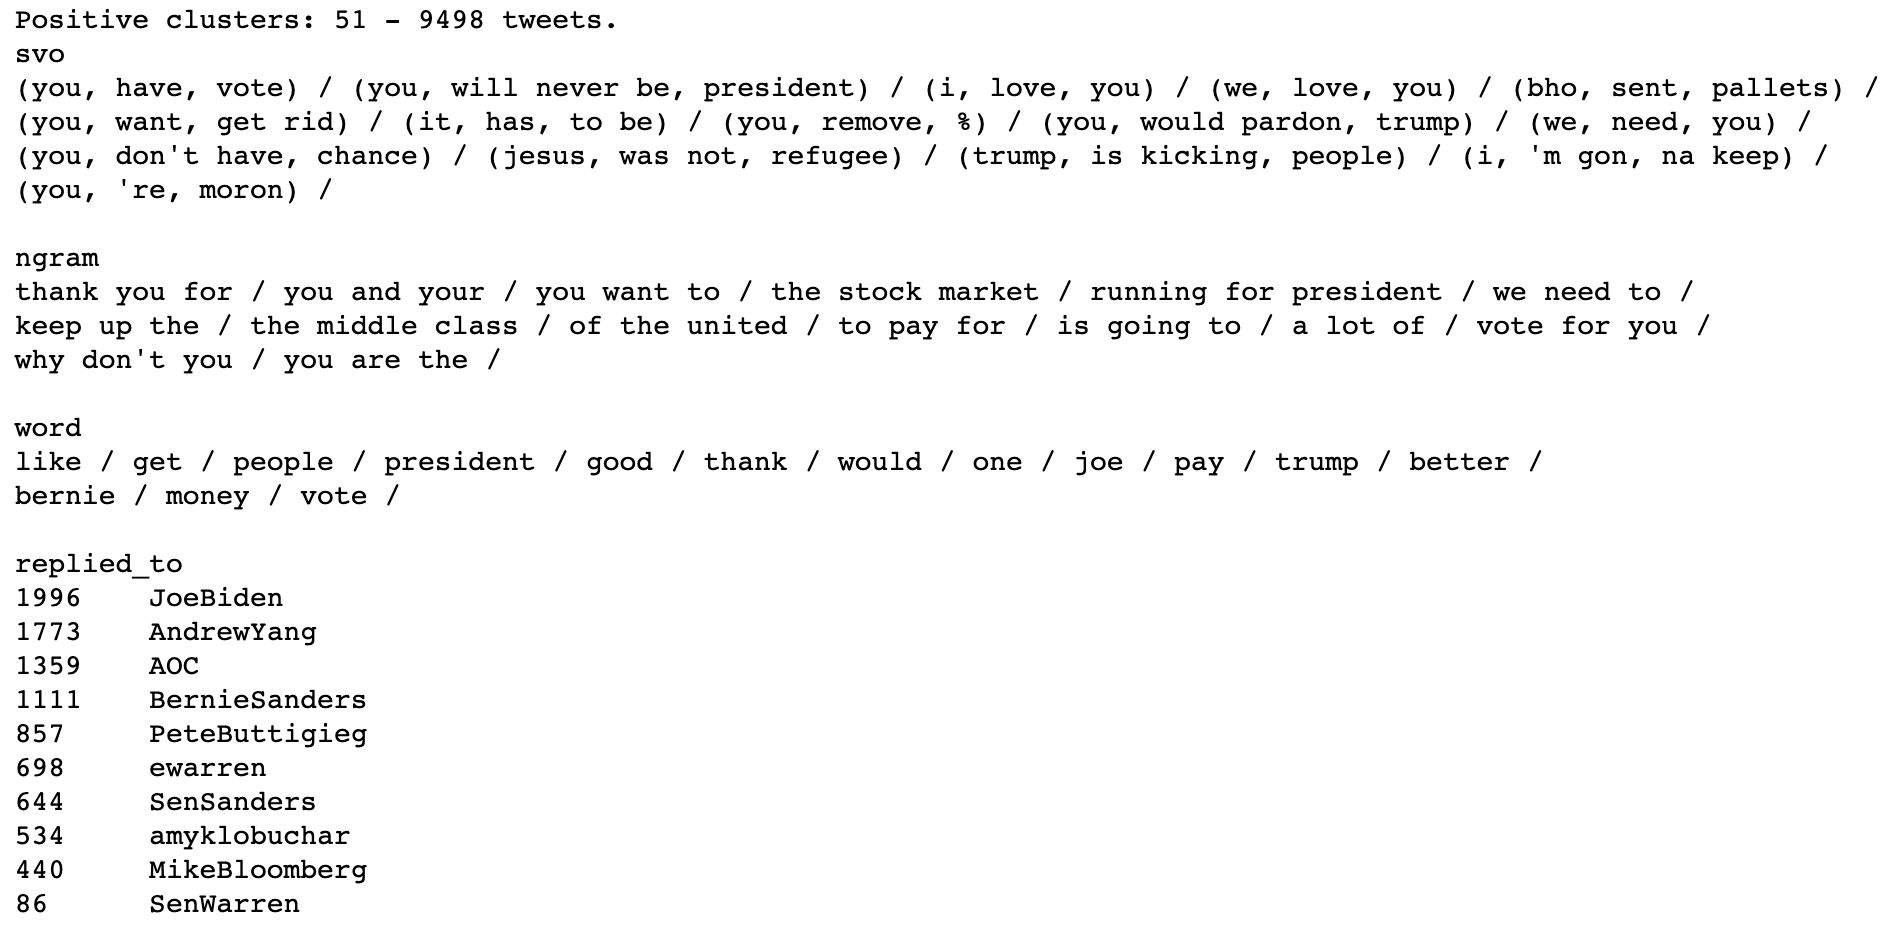 Positive clusters: 51 - 9498 tweets.
svo
(you, have, vote) / (you, will never be, president) / (i, love, you) / (we, love, you) / (bho, sent, pallets) /
(you, want, get rid) / (it, has, to be) / (you, remove, %) / (you, would pardon, trump) / (we, need, you) /
(you, don't have, chance) / (jesus, was not, refugee) / (trump, is kicking, people) / (i, 'm gon, na keep) /
(you, 're, moron) /
ngram
thank you for / you and your / you want to / the stock market / running for president / we need to /
keep up the / the middle class / of the united / to pay for / is going to / a lot of / vote for you /
why don't you / you are the /
word
like / get / people / president / good / thank / would / one / joe / pay / trump / better /
bernie / money / vote /
replied_to
1996 JoeBiden
1773 AndrewYang
1359 AOC
1111 BernieSanders
857 PeteButtigieg
698 ewarren
644 SenSanders
534 amyklobuchar
440 MikeBloomberg
86 SenWarren